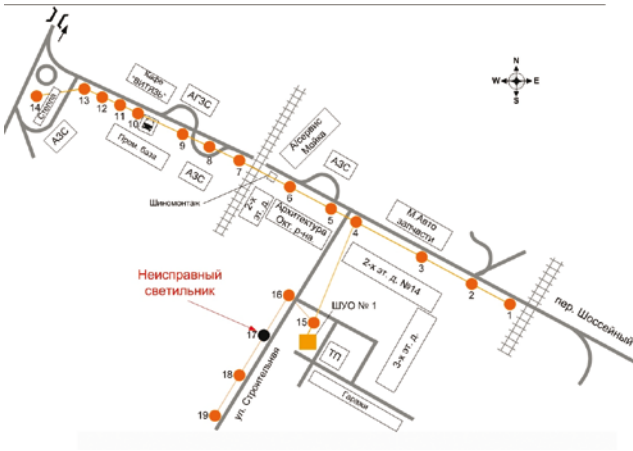 N
W
E
S
Кафе
"ВИТЯЗЬ"
АГЗС
А/сервис
Мойка
АЗС
14
13
12
11
10
9
8
7
6
5
4
3
2
1
Стелла
АЗС
Пром. база
АЗС
Шиномонтаж
2-х
эт. д.
Архитектура
Окт. р-на
М.Авто
запчасти
2-х эт. д. №14
3-х эт. д.
пер. Шоссейный
Неисправный
светильник
16
ШУО № 1
15
17
ТП
18
19
ул. Строительная
Гаражи